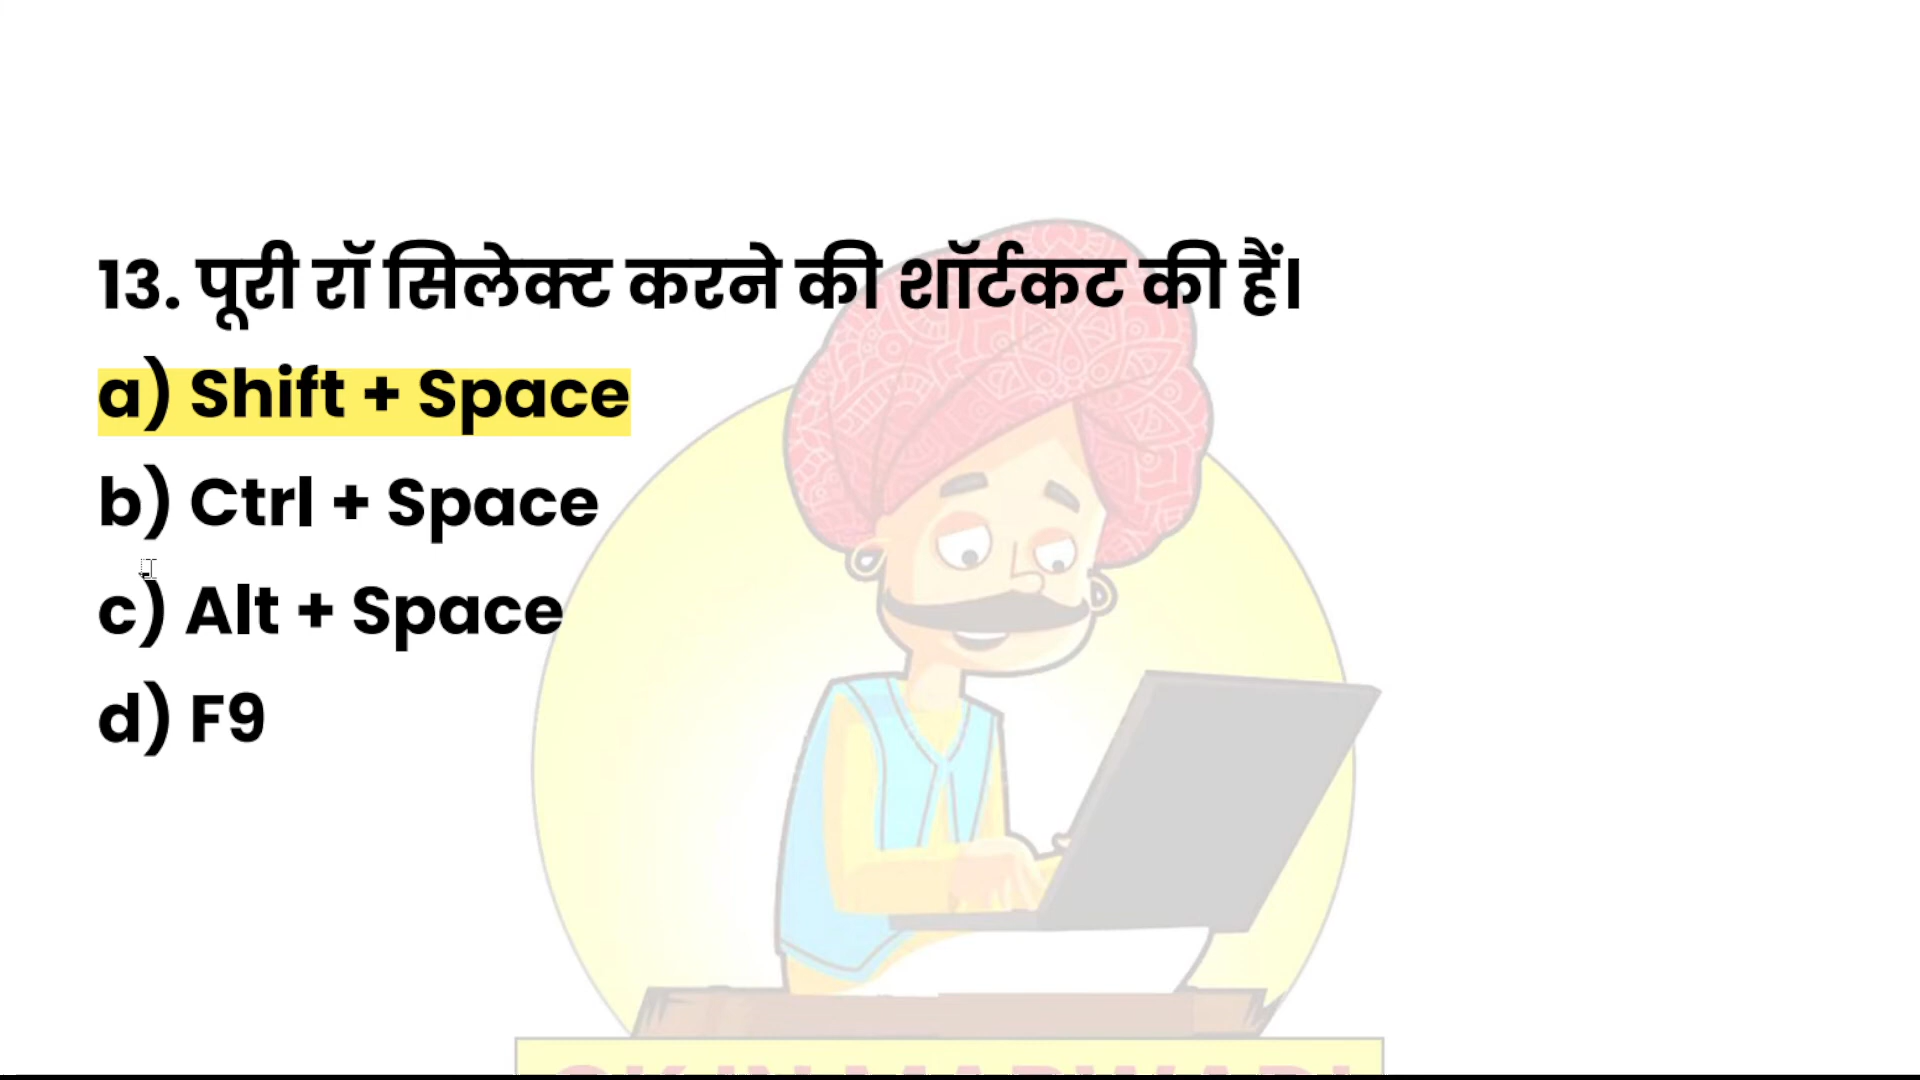 13. पूरी रॉ सिलेक्ट करने की शॉर्टकट की हैं।
a) Shift + Space
b) Ctrl + Space
c) Alt + Space
d) F9